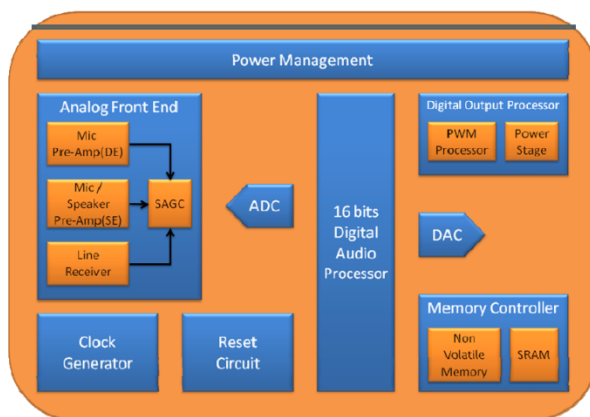 Power Management
Analog Front End
Mic
Pre-Amp(DE)
Mic /
Speaker
Pre-Amp(SE)
Line
Receiver
SAGC
ADC
16 bits
Digital
Audio
Processor
Digital Output Processor
PWM
Processor
Power
Stage
DAC
Memory Controller
Non
Volatile
Memory
SRAM
Clock
Generator
Reset
Circuit